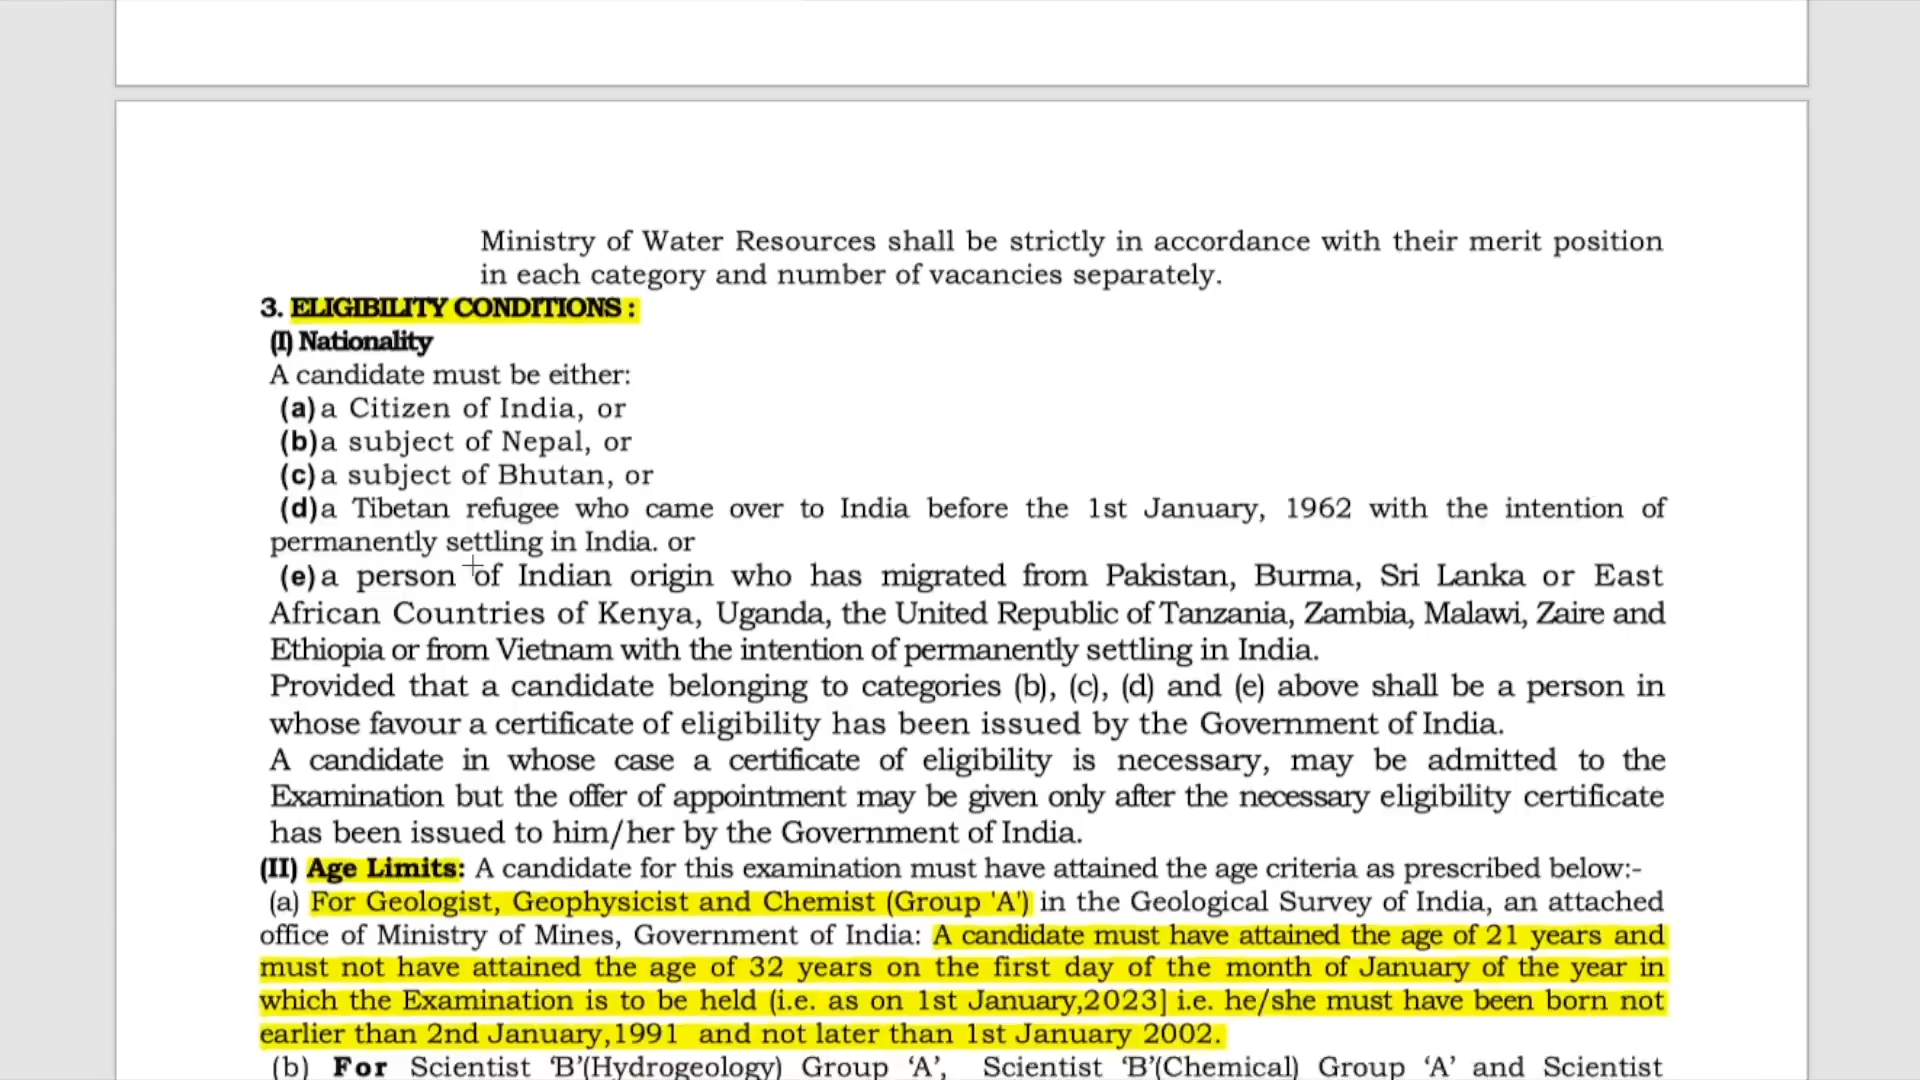 Ministry of Water Resources shall be strictly in accordance with their merit position
in each category and number of vacancies separately.
3. ELIGIBILITY CONDITIONS :
(I) Nationality
A candidate must be either:
(a) a Citizen of India, or
(b) a subject of Nepal, or
(c) a subject of Bhutan, or
(d) a Tibetan refugee who came over to India before the 1st January, 1962 with the intention of
permanently settling in India. or
(e) a person of Indian origin who has migrated from Pakistan, Burma, Sri Lanka or East
African Countries of Kenya, Uganda, the United Republic of Tanzania, Zambia, Malawi, Zaire and
Ethiopia or from Vietnam with the intention of permanently settling in India.
Provided that a candidate belonging to categories (b), (c), (d) and (e) above shall be a person in
whose favour a certificate of eligibility has been issued by the Government of India.
A candidate in whose case a certificate of eligibility is necessary, may be admitted to the
Examination but the offer of appointment may be given only after the necessary eligibility certificate
has been issued to him/her by the Government of India.
(II) Age Limits: A candidate for this examination must have attained the age criteria as prescribed below:-
(a) For Geologist, Geophysicist and Chemist (Group 'A') in the Geological Survey of India, an attached
office of Ministry of Mines, Government of India: A candidate must have attained the age of 21 years and
must not have attained the age of 32 years on the first day of the month of January of the year in
which the Examination is to be held (i.e. as on 1st January,2023] i.e. he/she must have been born not
earlier than 2nd January,1991 and not later than 1st January 2002.
(b) For Scientist 'B'(Hydrogeology) Group 'A', Scientist 'B'(Chemical) Group 'A' and Scientist